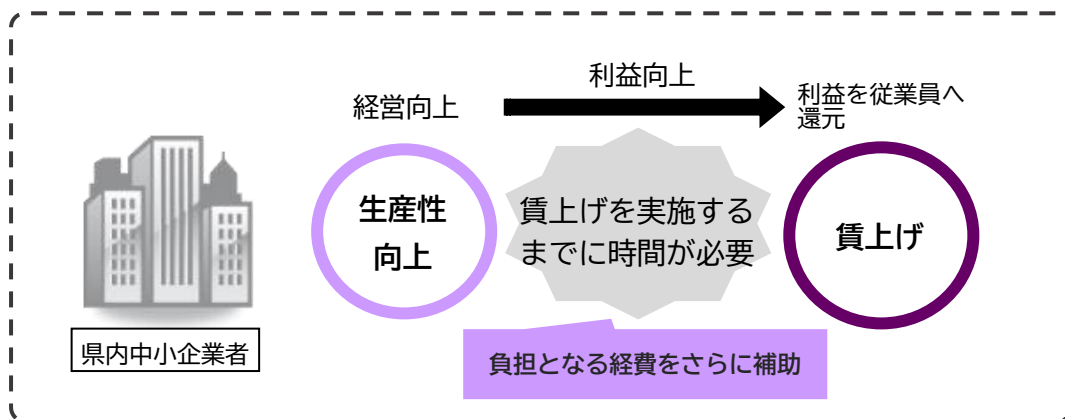 利益向上
経営向上
利益を従業員へ
還元
生産性
向上
賃上げを実施する
までに時間が必要
賃上げ
県内中小企業者
負担となる経費をさらに補助